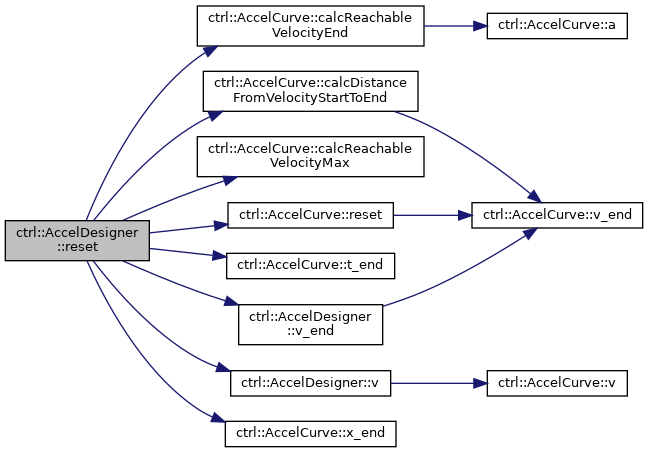 ctrl::AccelDesigner
::reset
ctrl::AccelCurve::calcReachable
VelocityEnd
ctrl::AccelCurve::a
ctrl::AccelCurve::calcDistance
FromVelocityStartToEnd
ctrl::AccelCurve::calcReachable
VelocityMax
ctrl::AccelCurve::reset
ctrl::AccelCurve::v_end
ctrl::AccelCurve::t_end
ctrl::AccelDesigner
::v_end
ctrl::AccelDesigner::v
ctrl::AccelCurve::v
ctrl::AccelCurve::x_end